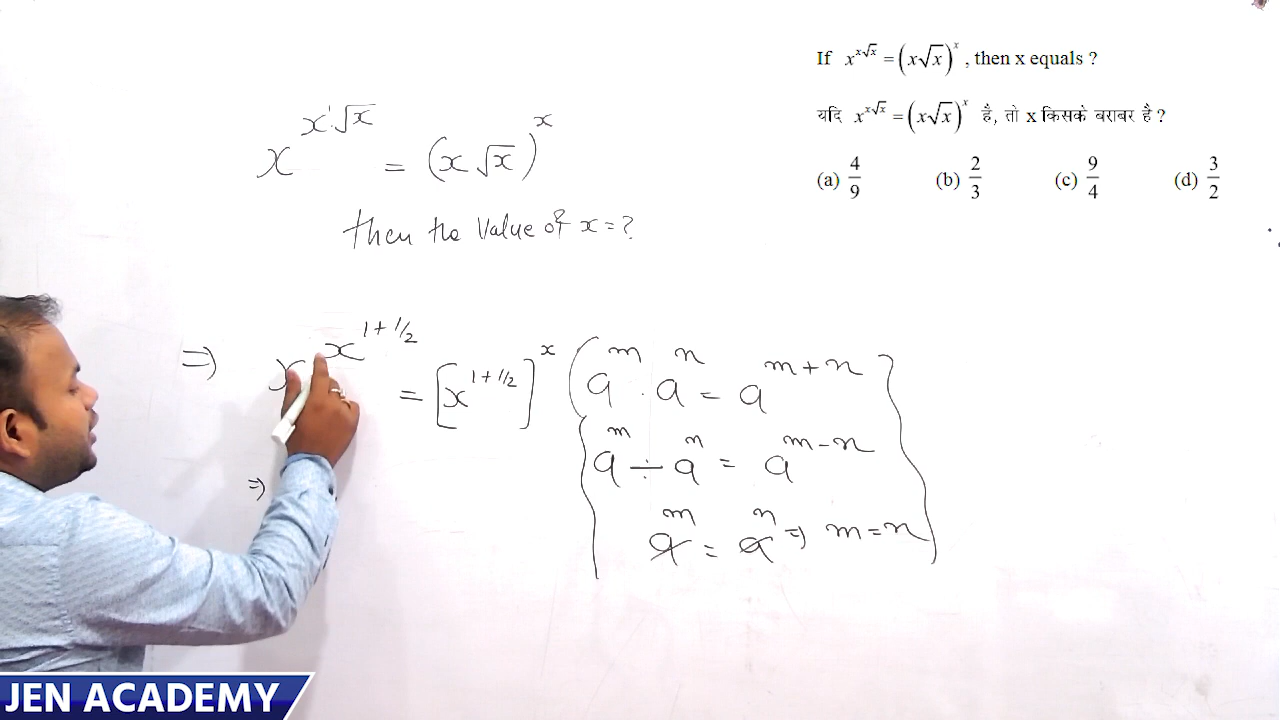 If x^{x√x} = (x√x)^x, then x equals ?
यदि x^{x√x} = (x√x)^x है, तो x किसके बराबर है ?
(a) 4/9 (b) 2/3 (c) 9/4 (d) 3/2
x^{x^1.√x} = (x√x)^x
then the Value of x = ?
⇒ x^{x^{1+1/2}} = [x^{1+1/2}]^x
⇒
a^m . a^n = a^{m+n}
a^m ÷ a^n = a^{m-n}
a^m = a^n ⇒ m = n
JEN ACADEMY